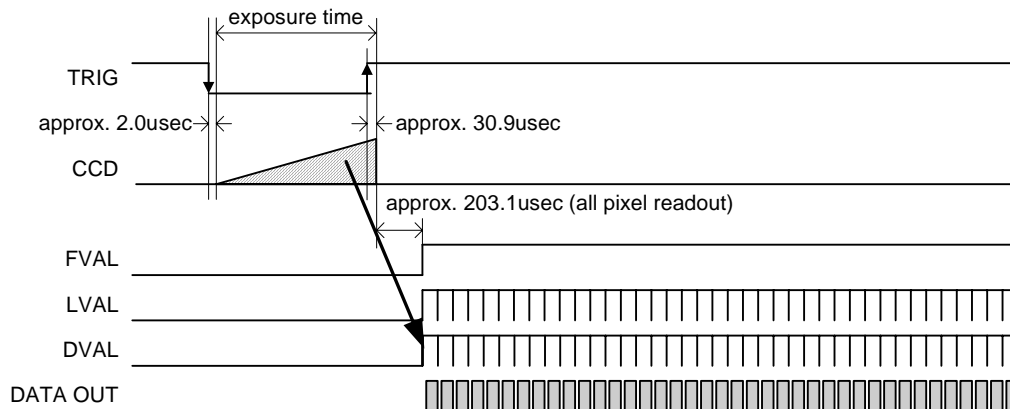 exposure time
TRIG
approx. 2.0usec
approx. 30.9usec
CCD
approx. 203.1usec (all pixel readout)
FVAL
LVAL
DVAL
DATA OUT